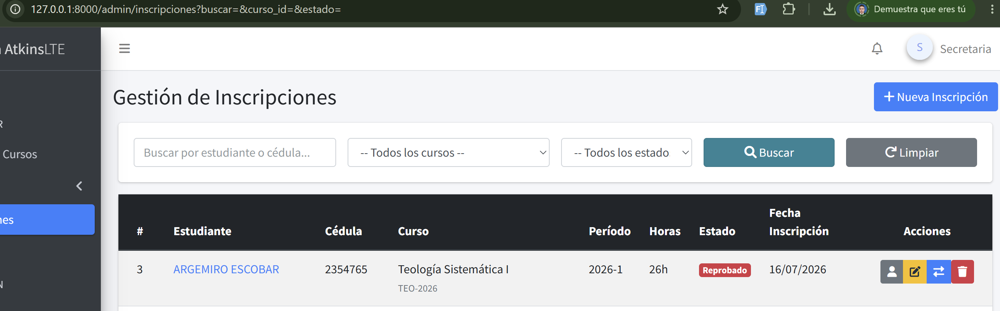 127.0.0.1:8000/admin/inscripciones?buscar=&curso_id=&estado=
Demuestra que eres tú
AtkinsLTE
S
Secretaria
Gestión de Inscripciones
Nueva Inscripción
Cursos
Buscar por estudiante o cédula...
-- Todos los cursos --
-- Todos los estado
Buscar
Limpiar
# Estudiante Cédula Curso Período Horas Estado Fecha Inscripción Acciones
3 ARGEMIRO ESCOBAR 2354765 Teología Sistemática I 2026-1 26h Reprobado 16/07/2026
TEO-2026